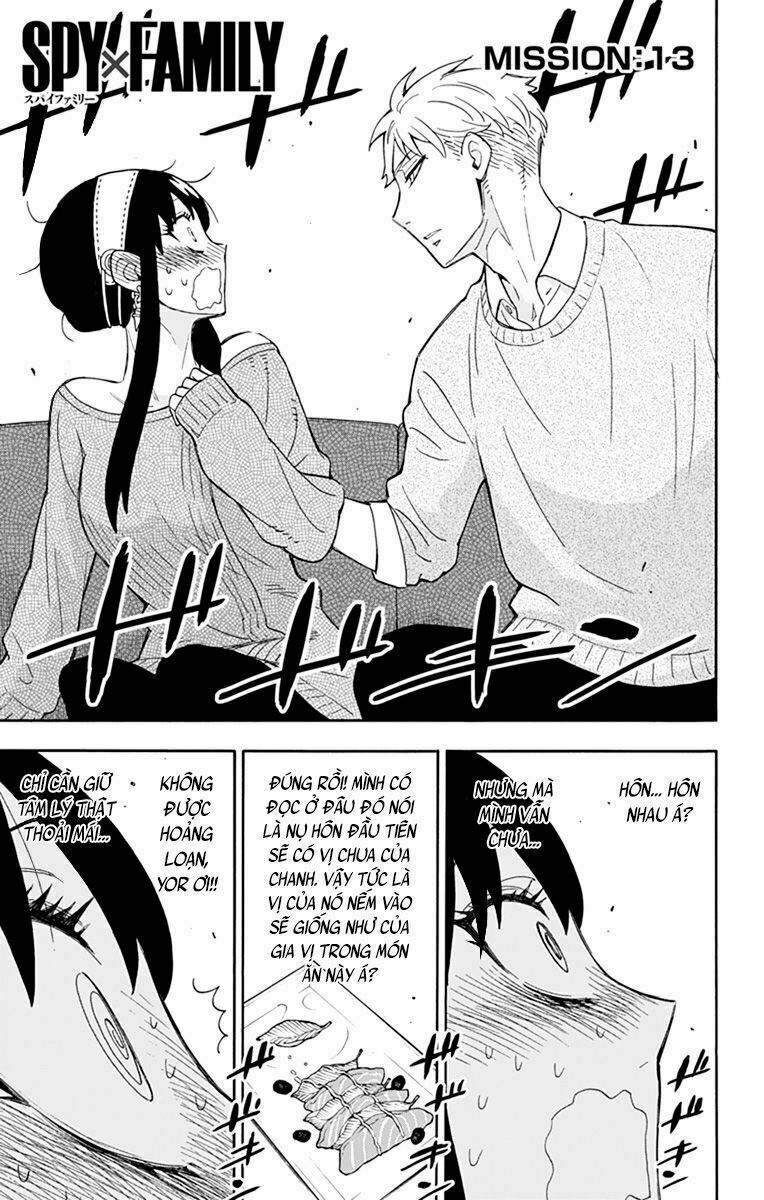 SPY×FAMILY
スパイファミリー
MISSION:13
ドキン
HÔN... HÔN
NHAU Á?
NHƯNG MÀ
MÌNH VẪN
CHƯA...
ĐÚNG RỒI! MÌNH CÓ
ĐỌC Ở ĐÂU ĐÓ NÓI
LÀ NỤ HÔN ĐẦU TIÊN
SẼ CÓ VỊ CHUA CỦA
CHANH. VẬY TỨC LÀ
VỊ CỦA NÓ NẾM VÀO
SẼ GIỐNG NHƯ CỦA
GIA VỊ TRONG MÓN
ĂN NÀY Á?
KHÔNG
ĐƯỢC
HOẢNG
LOẠN,
YOR ƠI!!
CHỈ CẦN GIỮ
TÂM LÝ THẬT
THOẢI MÁI...